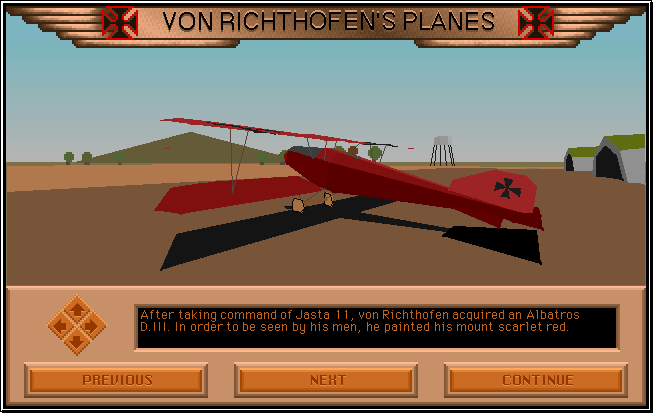 VON RICHTHOFEN'S PLANES
After taking command of Jasta 11, von Richthofen acquired an Albatros
D.III. In order to be seen by his men, he painted his mount scarlet red.
PREVIOUS
NEXT
CONTINUE